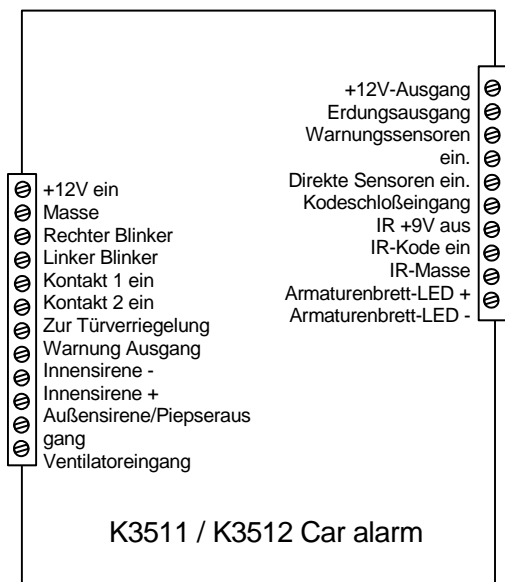 +12V-Ausgang
Erdungsausgang
Warnungssensoren
ein.
Direkte Sensoren ein.
Kodeschloßeingang
IR +9V aus
IR-Kode ein
IR-Masse
Armaturenbrett-LED +
Armaturenbrett-LED -
+12V ein
Masse
Rechter Blinker
Linker Blinker
Kontakt 1 ein
Kontakt 2 ein
Zur Türverriegelung
Warnung Ausgang
Innensirene -
Innensirene +
Außensirene/Piepseraus
gang
Ventilatoreingang
K3511 / K3512 Car alarm